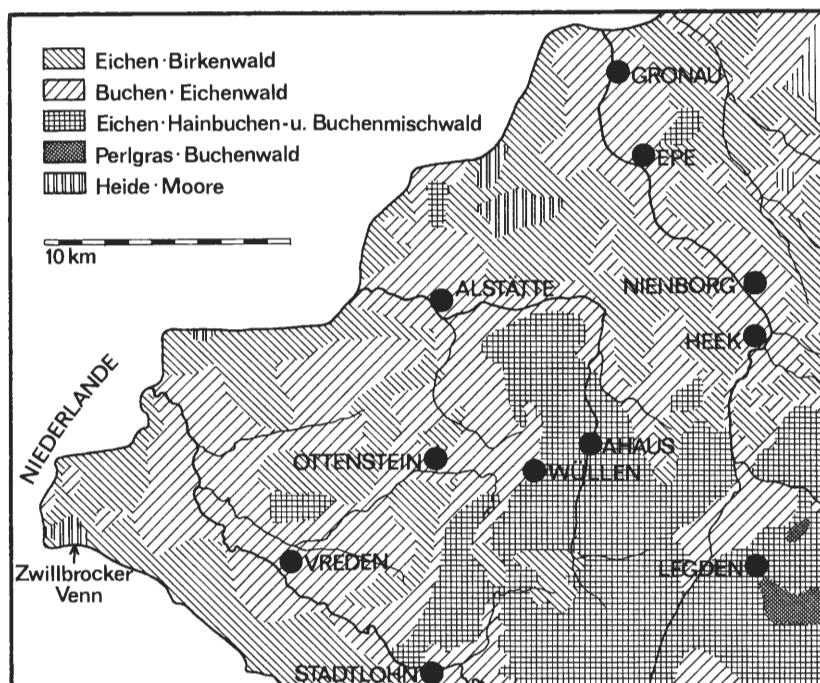 Eichen·Birkenwald
Buchen·Eichenwald
Eichen·Hainbuchen-u. Buchenmischwald
Perlgras·Buchenwald
Heide·Moore
10 km
GRONAU
EPE
ALSTÄTTE
NIENBORG
HEEK
NIEDERLANDE
OTTENSTEIN
AHAUS
WÜLLEN
Zwillbrocker
Venn
VREDEN
LEGDEN
STADTLOHN